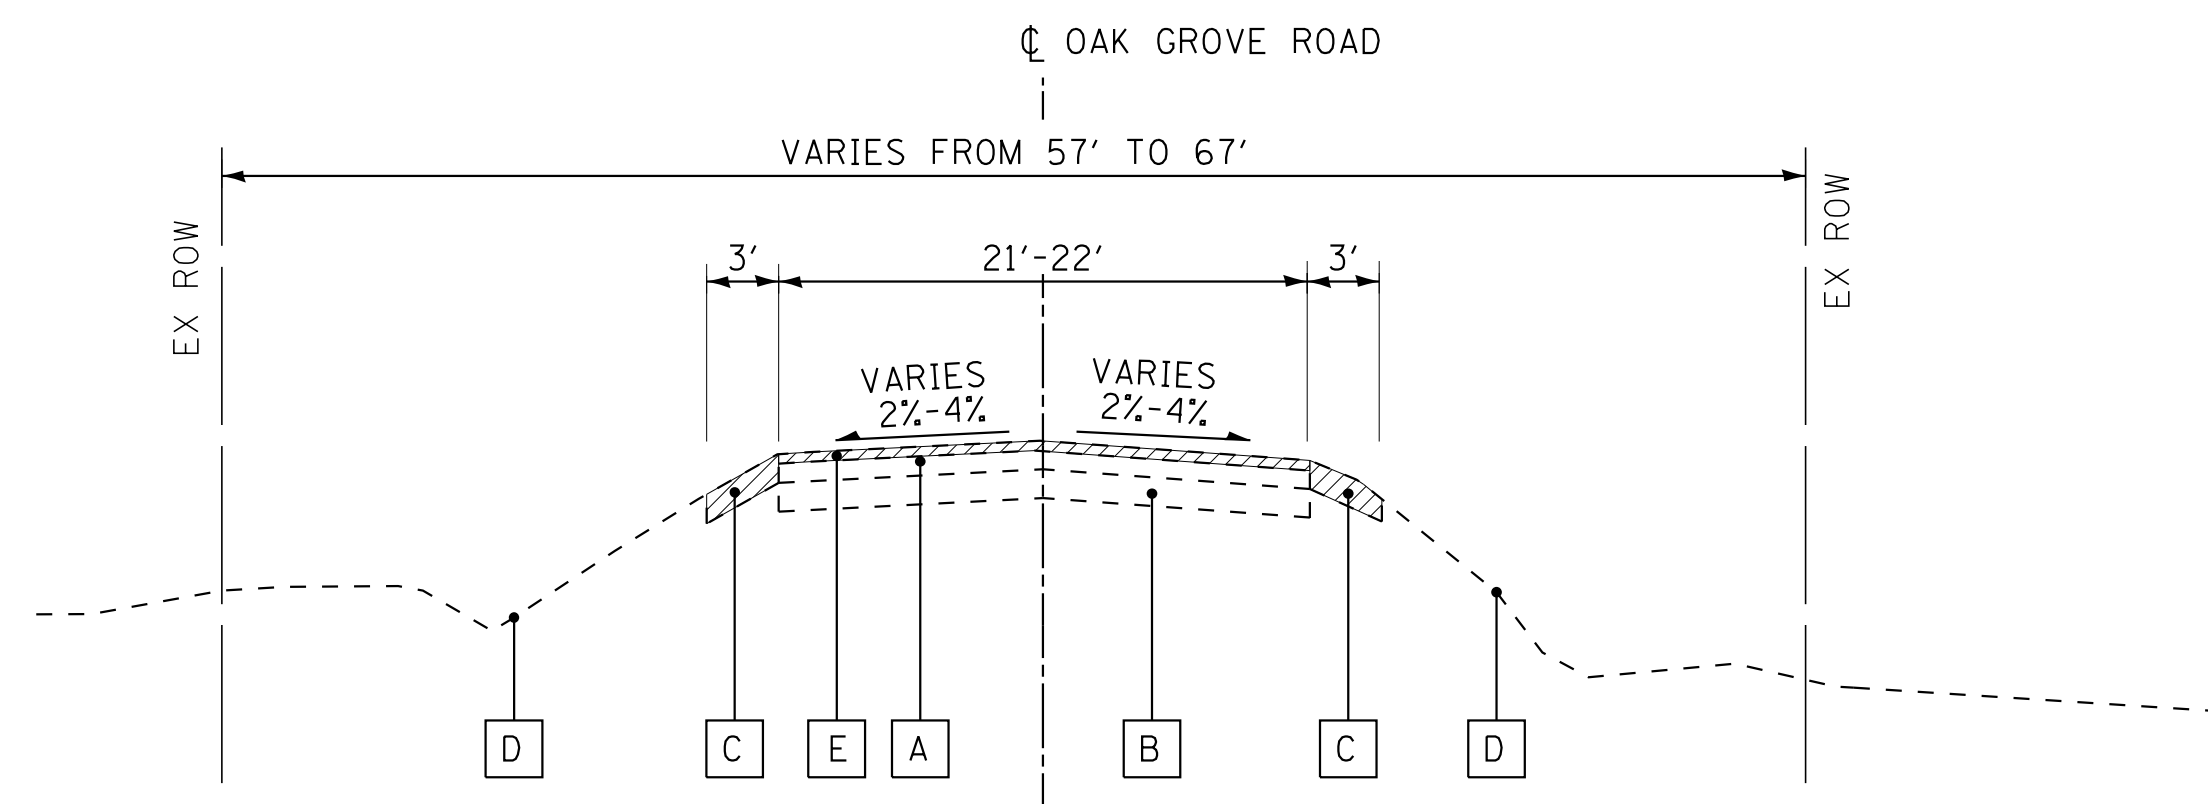 ℄ OAK GROVE ROAD
VARIES FROM 57' TO 67'
EX ROW
EX ROW
3'
21'-22'
3'
VARIES
2%-4%
VARIES
2%-4%
D
C
E
A
B
C
D